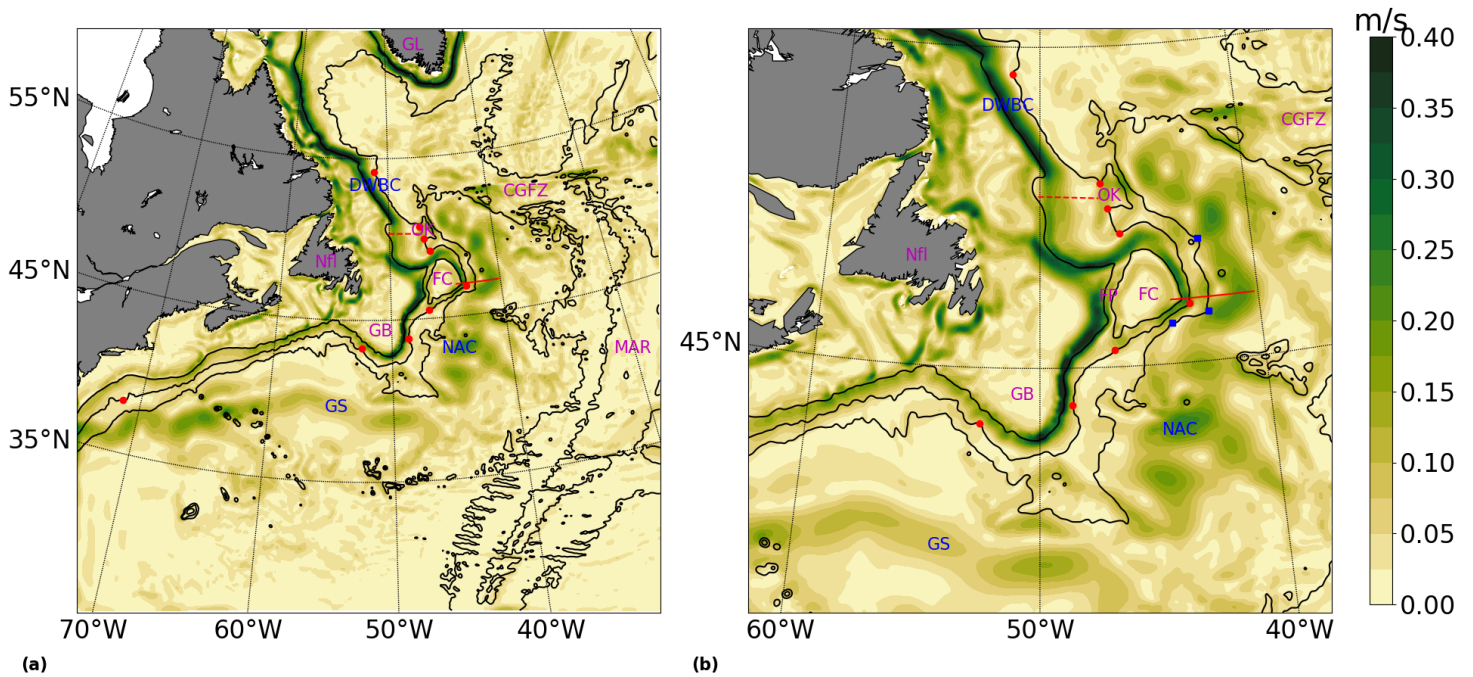 m/s
GL
55°N
DWBC
CGFZ
OK
Nfl
FC
45°N
GB
NAC
MAR
GS
35°N
70°W
60°W
50°W
40°W
(a)
DWBC
CGFZ
OK
Nfl
FP
FC
45°N
GB
NAC
GS
60°W
50°W
40°W
(b)
0.40
0.35
0.30
0.25
0.20
0.15
0.10
0.05
0.00